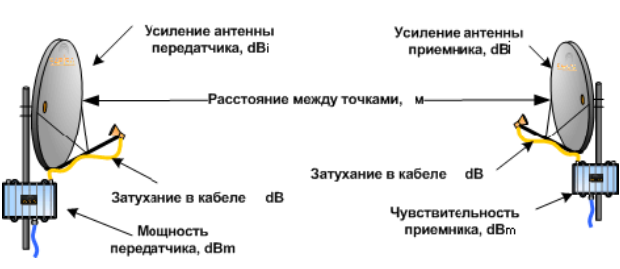 Усиление антенны
передатчика, dBi
Усиление антенны
приемника, dBi
Расстояние между точками, м
Затухание в кабеле dB
Затухание в кабеле dB
Мощность
передатчика, dBm
Чувствительность
приемника, dBm